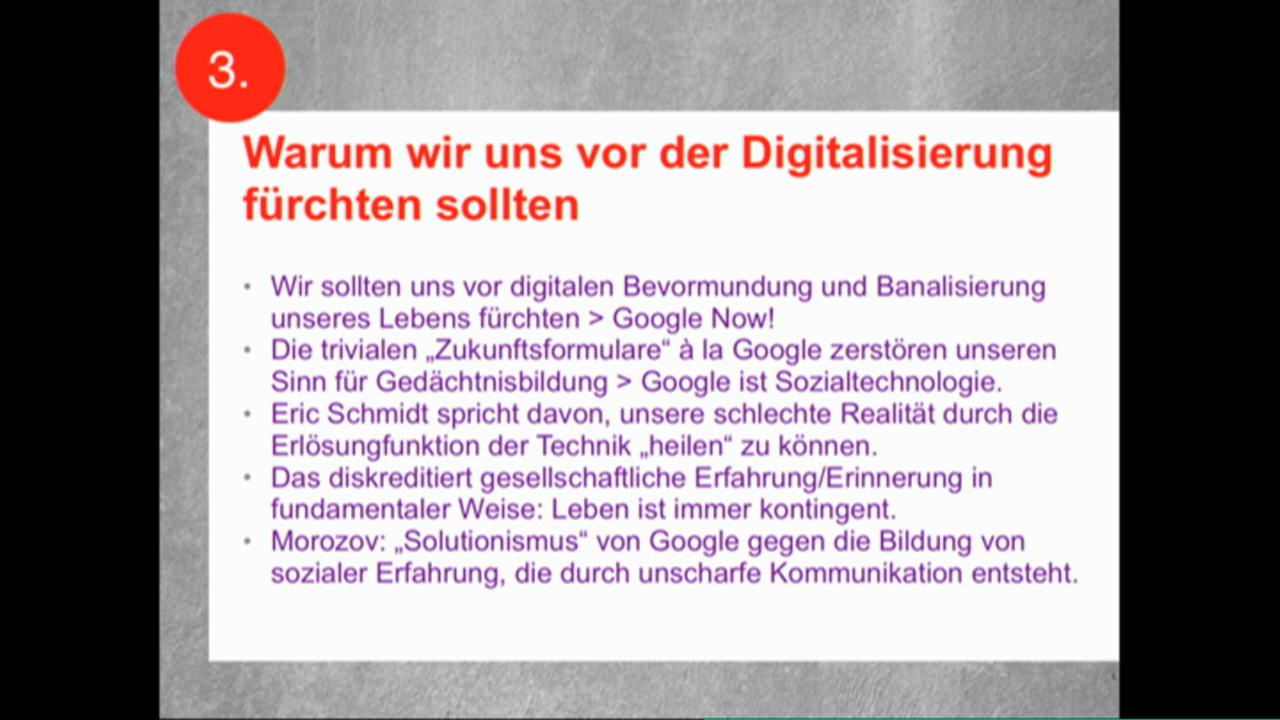 3.
Warum wir uns vor der Digitalisierung
fürchten sollten
• Wir sollten uns vor digitalen Bevormundung und Banalisierung
unseres Lebens fürchten > Google Now!
• Die trivialen „Zukunftsformulare“ à la Google zerstören unseren
Sinn für Gedächtnisbildung > Google ist Sozialtechnologie.
• Eric Schmidt spricht davon, unsere schlechte Realität durch die
Erlösungfunktion der Technik „heilen“ zu können.
• Das diskreditiert gesellschaftliche Erfahrung/Erinnerung in
fundamentaler Weise: Leben ist immer kontingent.
• Morozov: „Solutionismus“ von Google gegen die Bildung von
sozialer Erfahrung, die durch unscharfe Kommunikation entsteht.